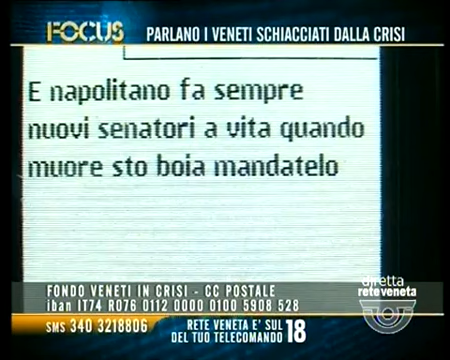 FOCUS
PARLANO I VENETI SCHIACCIATI DALLA CRISI
E napolitano fa sempre
nuovi senatori a vita quando
muore sto boia mandatelo
FONDO VENETI IN CRISI - CC POSTALE
iban IT74 R076 0112 0000 0100 5908 528
diretta
reteveneta
SMS 340 3218806
RETE VENETA E' SUL
DEL TUO TELECOMANDO 18